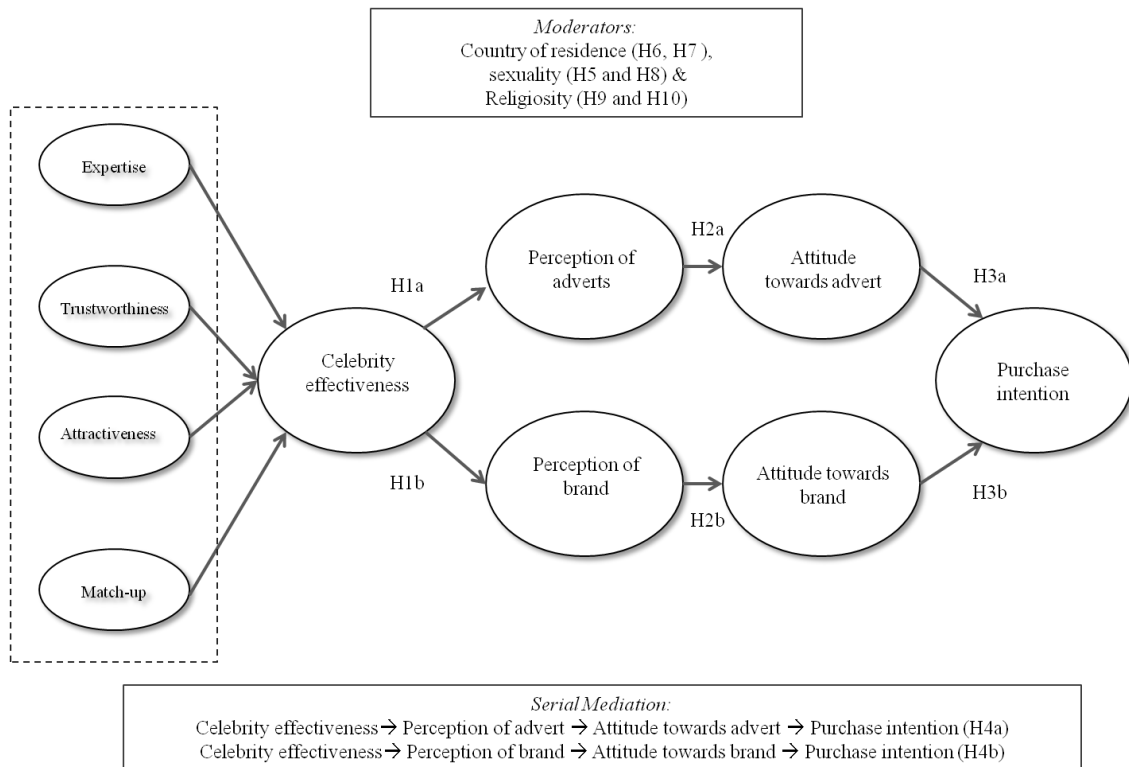 Moderators:
Country of residence (H6, H7 ),
sexuality (H5 and H8) &
Religiosity (H9 and H10)
Expertise
Trustworthiness
Attractiveness
Match-up
Celebrity
effectiveness
H1a
H1b
Perception of
adverts
Perception of
brand
H2a
H2b
Attitude
towards advert
Attitude towards
brand
H3a
H3b
Purchase
intention
Serial Mediation:
Celebrity effectiveness→ Perception of advert → Attitude towards advert → Purchase intention (H4a)
Celebrity effectiveness→ Perception of brand → Attitude towards brand → Purchase intention (H4b)